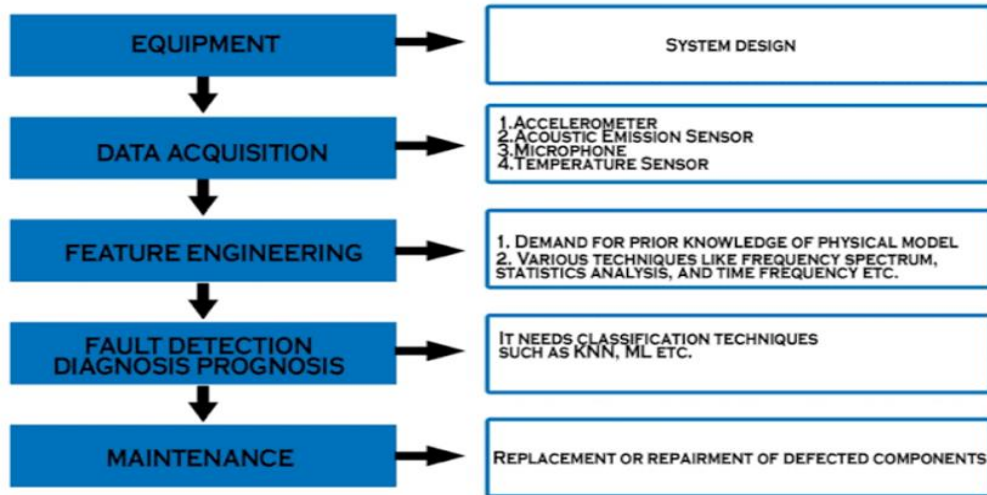 EQUIPMENT
SYSTEM DESIGN
DATA ACQUISITION
1.ACCELEROMETER
2.ACOUSTIC EMISSION SENSOR
3.MICROPHONE
4.TEMPERATURE SENSOR
FEATURE ENGINEERING
1. DEMAND FOR PRIOR KNOWLEDGE OF PHYSICAL MODEL
2. VARIOUS TECHNIQUES LIKE FREQUENCY SPECTRUM,
STATISTICS ANALYSIS, AND TIME FREQUENCY ETC.
FAULT DETECTION
DIAGNOSIS PROGNOSIS
IT NEEDS CLASSIFICATION TECHNIQUES
SUCH AS KNN, ML ETC.
MAINTENANCE
REPLACEMENT OR REPAIRMENT OF DEFECTED COMPONENTS